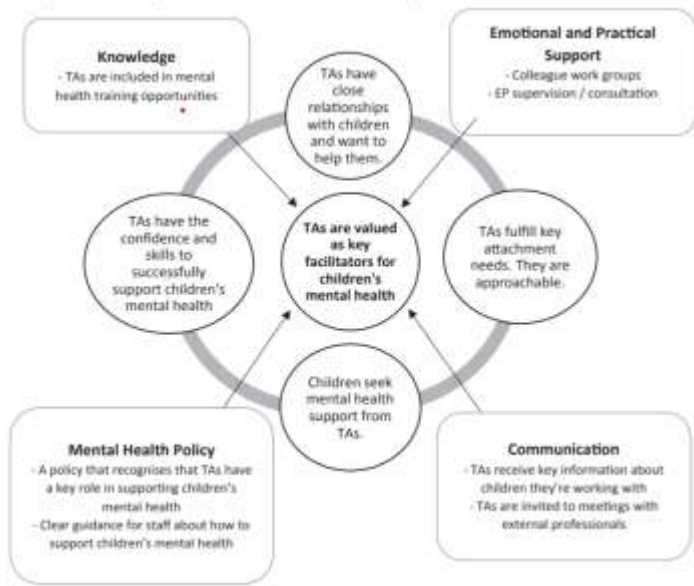 Knowledge
- TAs are included in mental
health training opportunities
Emotional and Practical
Support
- Colleague work groups
- EP supervision / consultation
TAs have
close
relationships
with children
and want to
help them.
TAs have the
confidence and
skills to
successfully
support children's
mental health
TAs are valued
as key
facilitators for
children's
mental health
TAs fulfill key
attachment
needs. They are
approachable.
Children seek
mental health
support from
TAs.
Mental Health Policy
- A policy that recognises that TAs have
a key role in supporting children's
mental health
- Clear guidance for staff about how to
support children's mental health
Communication
- TAs receive key information about
children they're working with
- TAs are invited to meetings with
external professionals